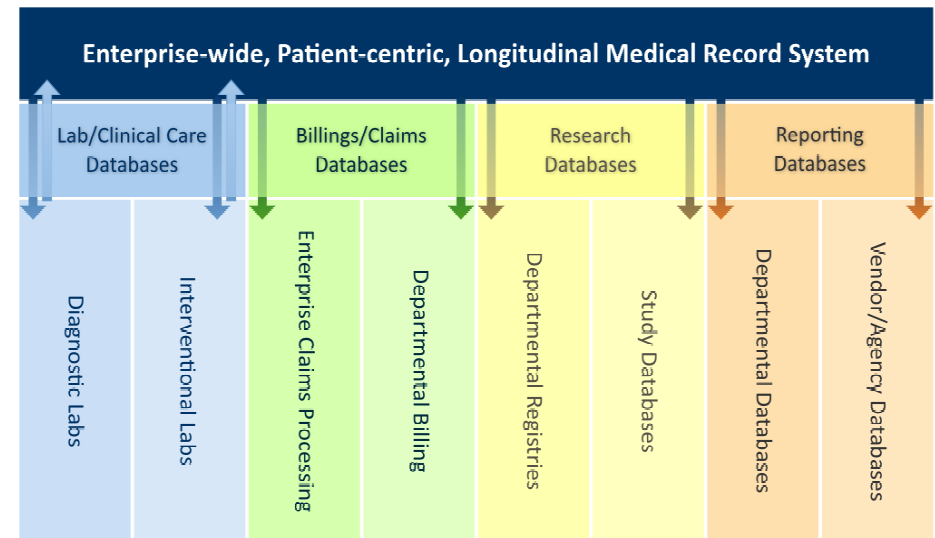 Enterprise-wide, Patient-centric, Longitudinal Medical Record System
Lab/Clinical Care
Databases
Billings/Claims
Databases
Research
Databases
Reporting
Databases
Diagnostic Labs
Interventional Labs
Enterprise Claims Processing
Departmental Billing
Departmental Registries
Study Databases
Departmental Databases
Vendor/Agency Databases